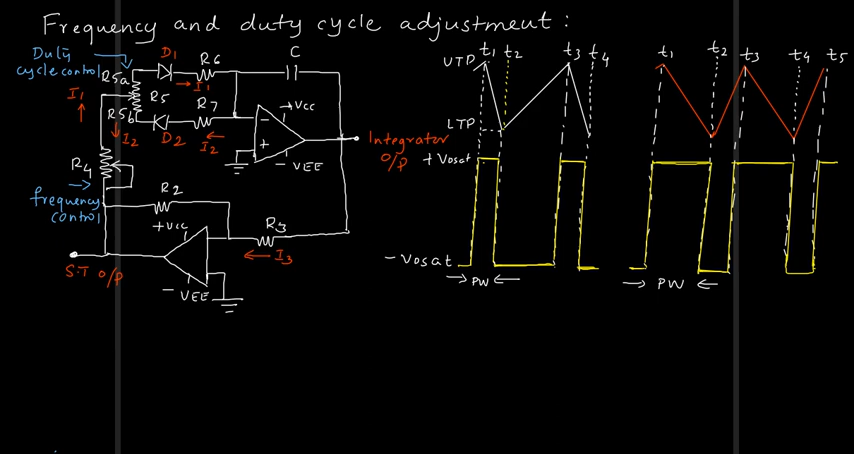 Frequency and duty cycle adjustment :
Duty
cycle control
D1
R6
C
R5a
I1
I1
R5
R5b
R7
+Vcc
I2
D2
I2
-VEE
Integrator
O/P
R4
frequency
control
R2
+Vcc
R3
I3
S.T O/P
-VEE
UTP
t1
t2
t3
t4
LTP
+Vosat
-Vosat
PW
t1
t2
t3
t4
t5
PW